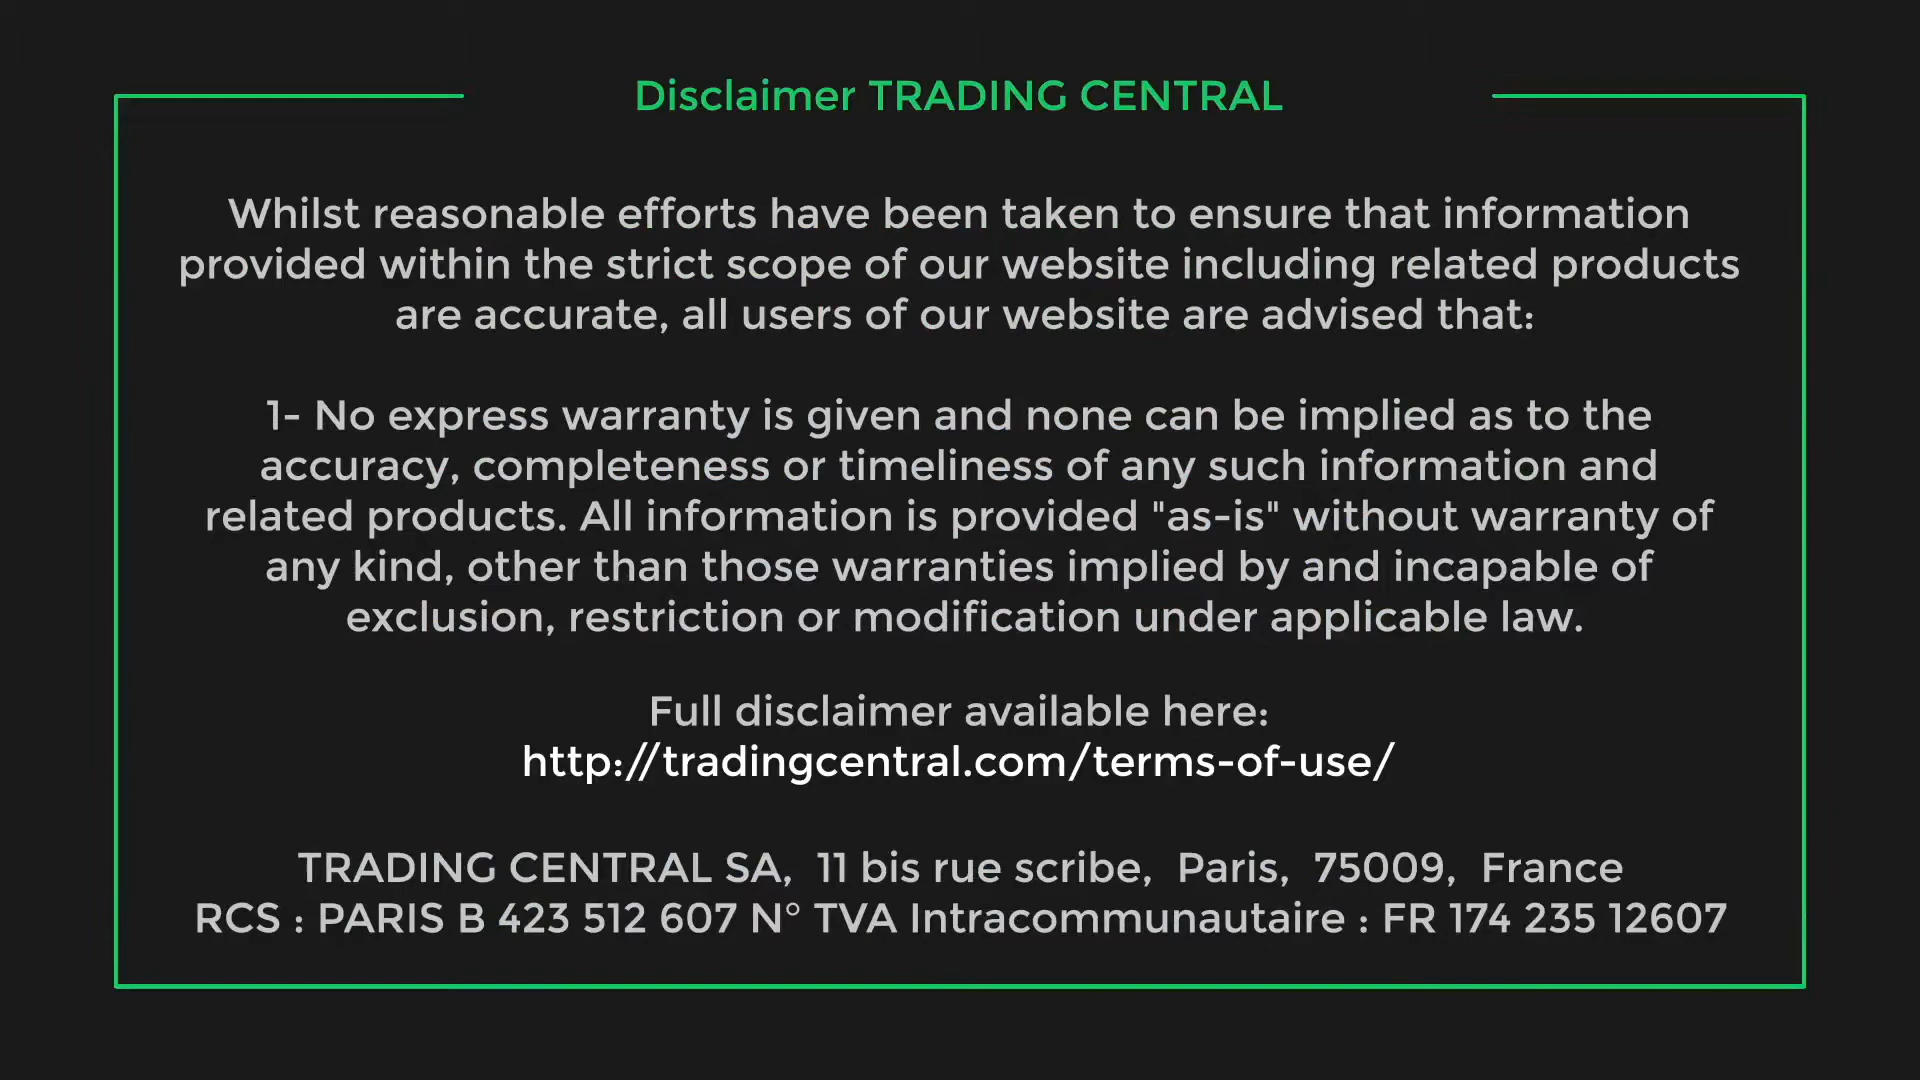 Disclaimer TRADING CENTRAL
Whilst reasonable efforts have been taken to ensure that information
provided within the strict scope of our website including related products
are accurate, all users of our website are advised that:
1- No express warranty is given and none can be implied as to the
accuracy, completeness or timeliness of any such information and
related products. All information is provided "as-is" without warranty of
any kind, other than those warranties implied by and incapable of
exclusion, restriction or modification under applicable law.
Full disclaimer available here:
http://tradingcentral.com/terms-of-use/
TRADING CENTRAL SA, 11 bis rue scribe, Paris, 75009, France
RCS : PARIS B 423 512 607 N° TVA Intracommunautaire : FR 174 235 12607